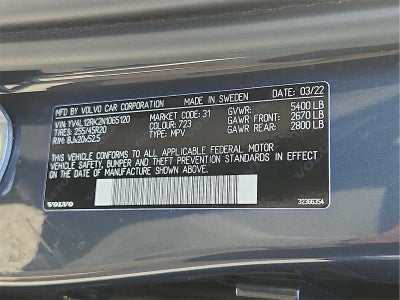 MFD BY VOLVO CAR CORPORATION MADE IN SWEDEN DATE: 03/22
VIN: YV4L12RK2N1065120 MARKET CODE: 31 GVWR: 5400 LB
T/RES: 255/45R20 COLOUR: 723 GAWR FRONT: 2670 LB
RIM: 8Jx20x52.5 TYPE: MPV GAWR REAR: 2800 LB
THIS VEHICLE CONFORMS TO ALL APPLICABLE FEDERAL MOTOR
VEHICLE SAFETY, BUMPER AND THEFT PREVENTION STANDARDS IN EFFECT
ON THE DATE OF MANUFACTURE SHOWN ABOVE.
VOLVO 32366354